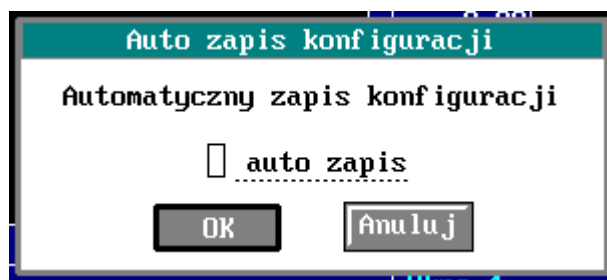 Auto zapis konfiguracji
Automatyczny zapis konfiguracji
auto zapis
OK
Anuluj